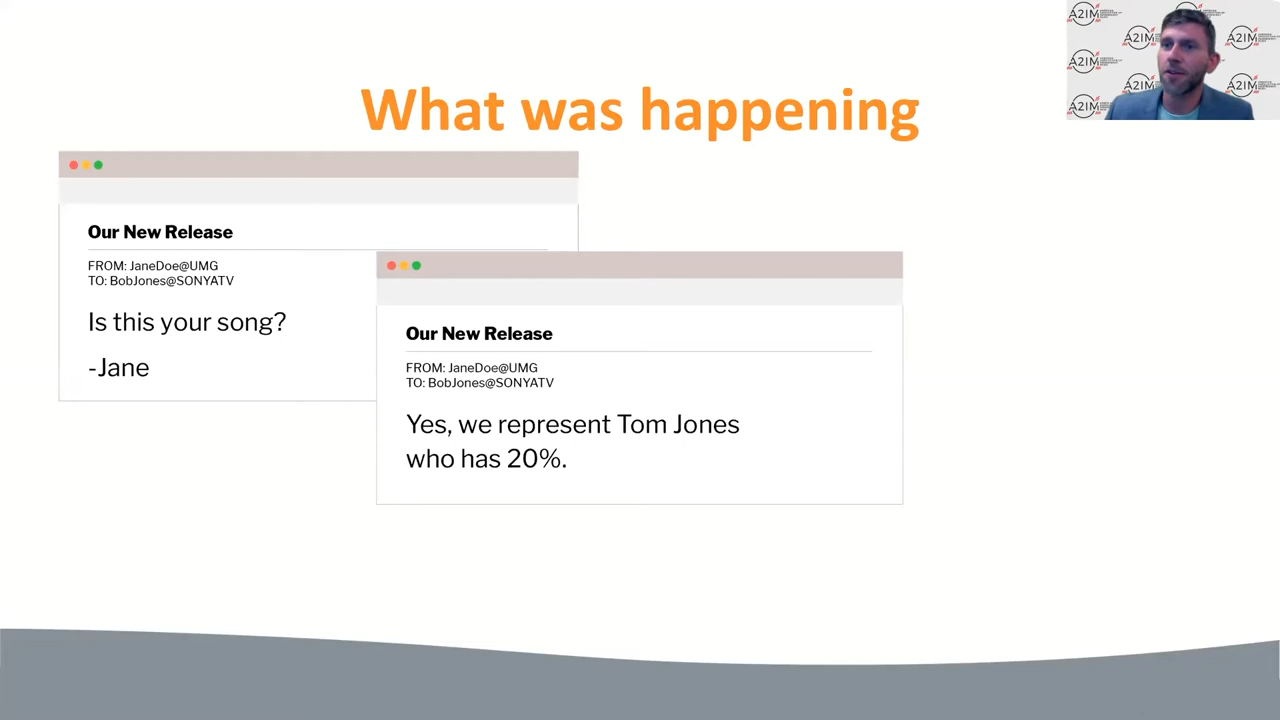 What was happening
Our New Release
FROM: JaneDoe@UMG
TO: BobJones@SONYATV
Is this your song?
-Jane
Our New Release
FROM: JaneDoe@UMG
TO: BobJones@SONYATV
Yes, we represent Tom Jones
who has 20%.
A2IM
A2IM
A2IM
A2IM
A2IM
A2IM
A2IM